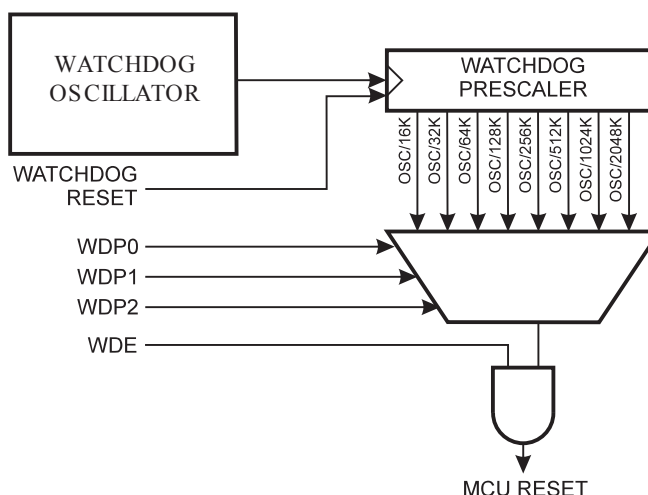 WATCHDOG
OSCILLATOR
WATCHDOG
PRESCALER
OSC/16K
OSC/32K
OSC/64K
OSC/128K
OSC/256K
OSC/512K
OSC/1024K
OSC/2048K
WATCHDOG
RESET
WDP0
WDP1
WDP2
WDE
MCU RESET